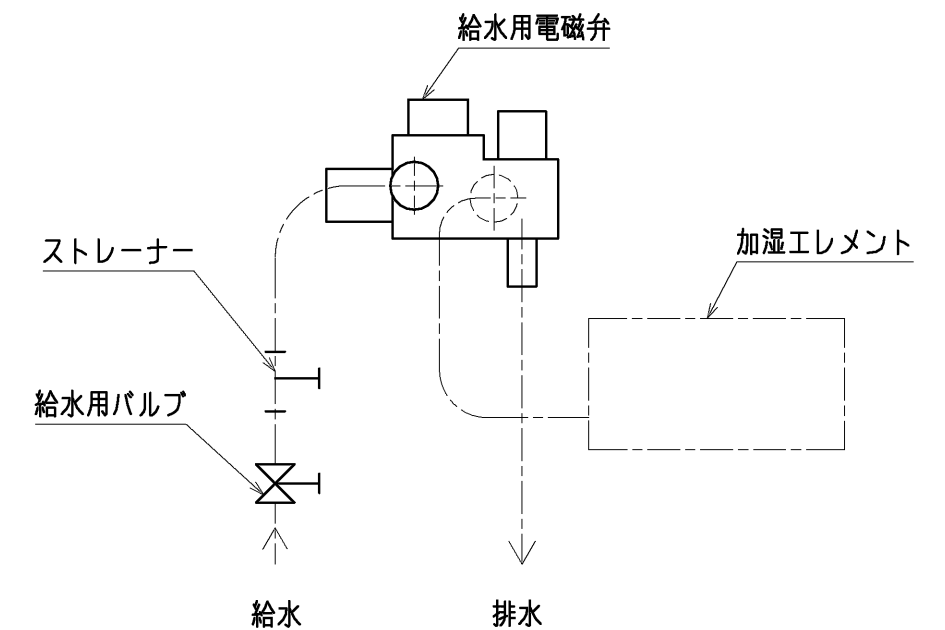 給水用電磁弁
ストレーナー
加湿エレメント
給水用バルブ
給水
排水